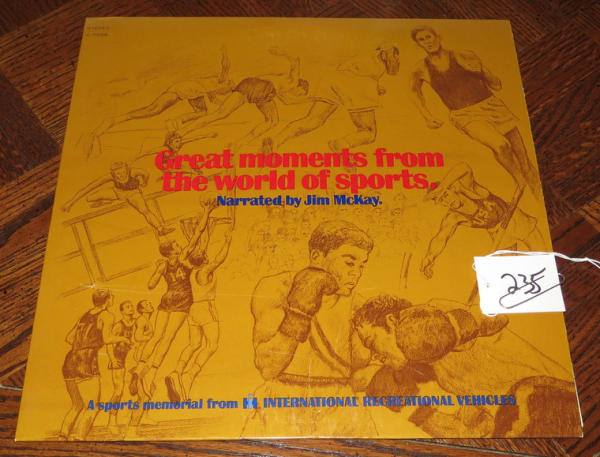 STEREO
Great moments from
the world of sports.
Narrated by Jim McKay.
235
A sports memorial from IH INTERNATIONAL RECREATIONAL VEHICLES